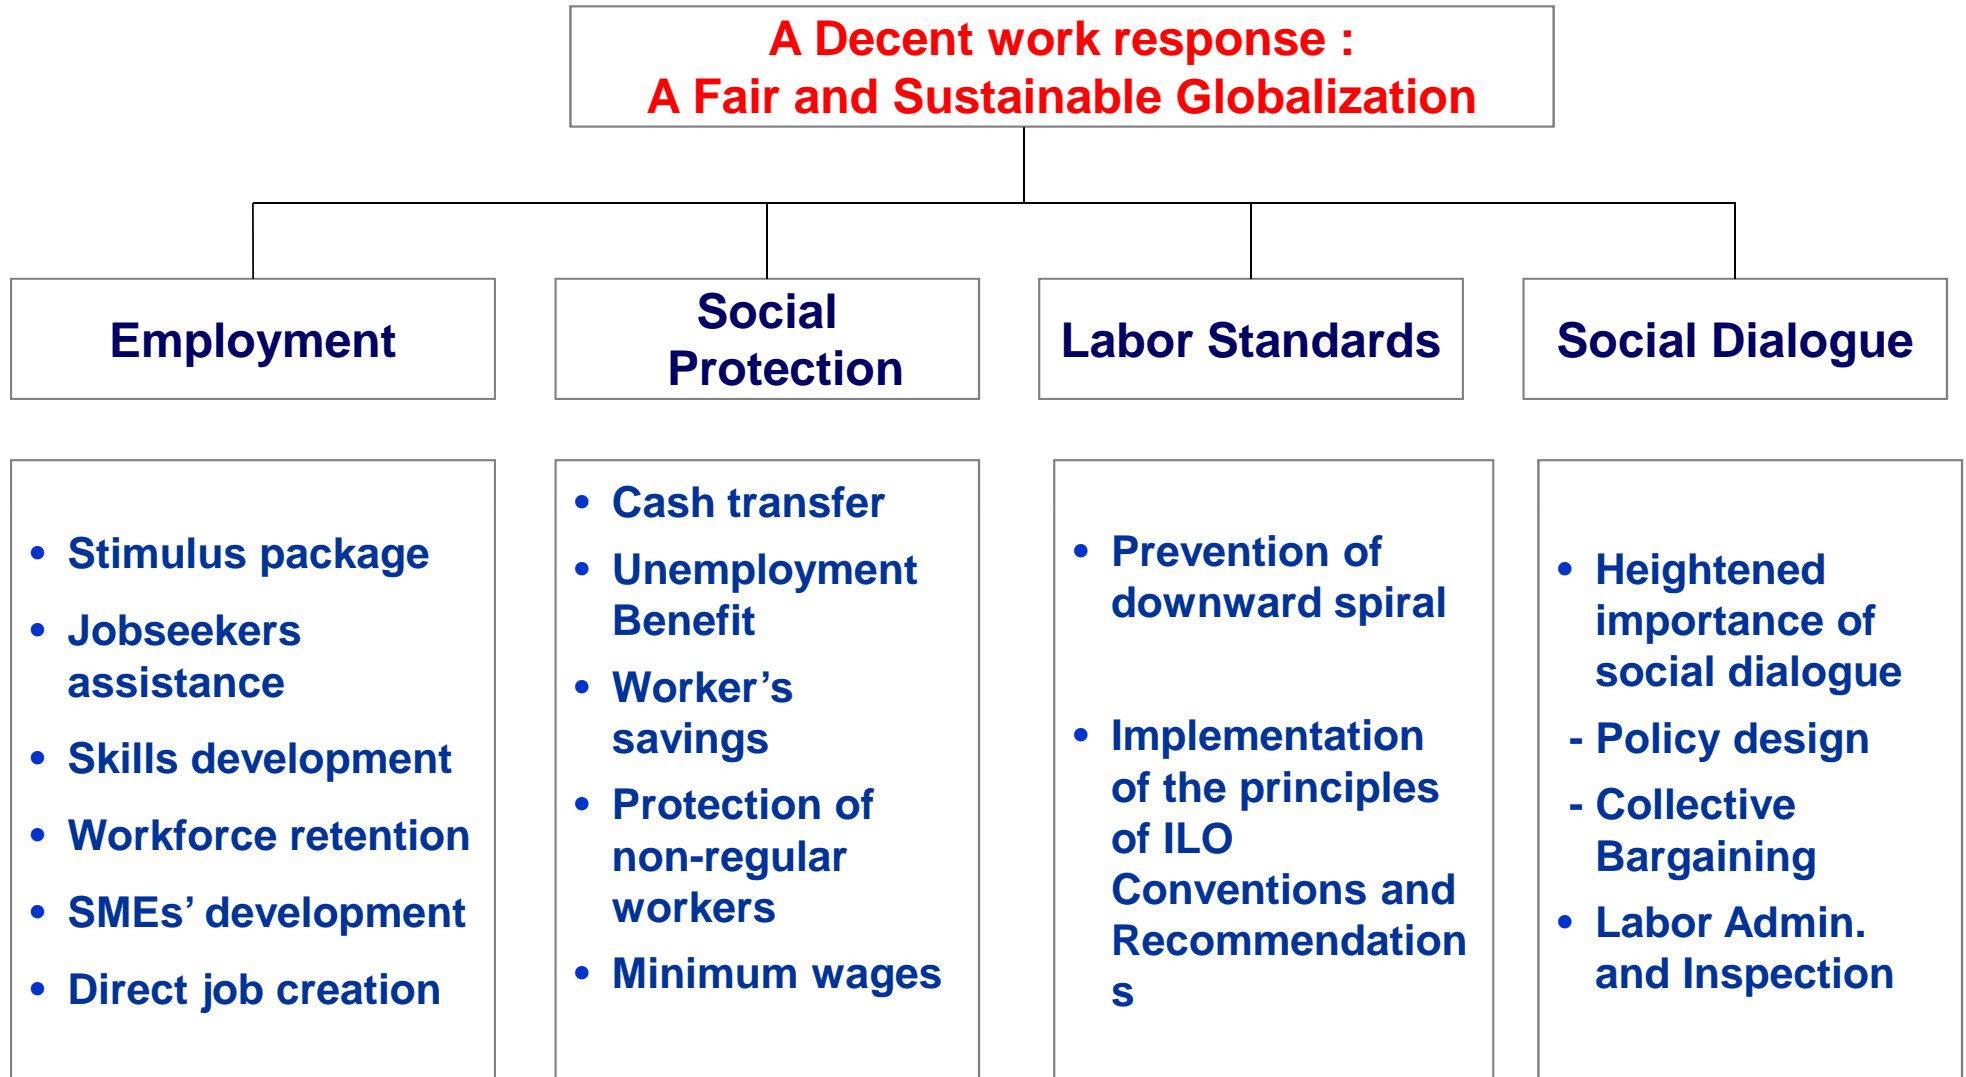 A Decent work response :
A Fair and Sustainable Globalization
Employment
Social
Protection
Labor Standards
Social Dialogue
• Stimulus package
• Jobseekers
assistance
• Skills development
• Workforce retention
• SMEs’ development
• Direct job creation
• Cash transfer
• Unemployment
Benefit
• Worker’s
savings
• Protection of
non-regular
workers
• Minimum wages
• Prevention of
downward spiral
• Implementation
of the principles
of ILO
Conventions and
Recommendation
s
• Heightened
importance of
social dialogue
- Policy design
- Collective
Bargaining
• Labor Admin.
and Inspection